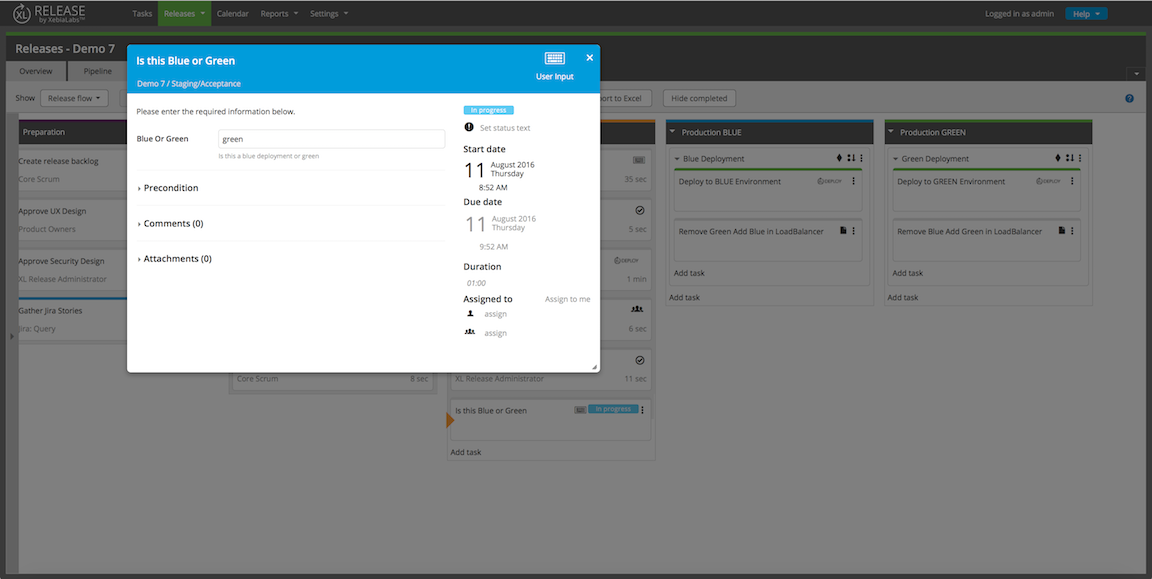 RELEASE
by XebiaLabs™
Tasks
Releases
Calendar
Reports
Settings
Logged in as admin
Help
Releases - Demo 7
Overview
Pipeline
Show
Release flow
ort to Excel
Hide completed
Is this Blue or Green
User Input
Demo 7 / Staging/Acceptance
Please enter the required information below.
Blue Or Green
green
Is this a blue deployment or green
Precondition
Comments (0)
Attachments (0)
In progress
Set status text
Start date
11
August 2016
Thursday
8:52 AM
Due date
11
August 2016
Thursday
9:52 AM
Duration
01:00
Assigned to
Assign to me
assign
assign
Preparation
Create release backlog
Core Scrum
Approve UX Design
Product Owners
Approve Security Design
XL Release Administrator
Gather Jira Stories
Jira: Query
Core Scrum
8 sec
35 sec
5 sec
DEPLOY
1 min
6 sec
XL Release Administrator
11 sec
Is this Blue or Green
In progress
Add task
Production BLUE
Blue Deployment
Deploy to BLUE Environment
DEPLOY
Remove Green Add Blue in LoadBalancer
Add task
Add task
Production GREEN
Green Deployment
Deploy to GREEN Environment
DEPLOY
Remove Blue Add Green in LoadBalancer
Add task
Add task